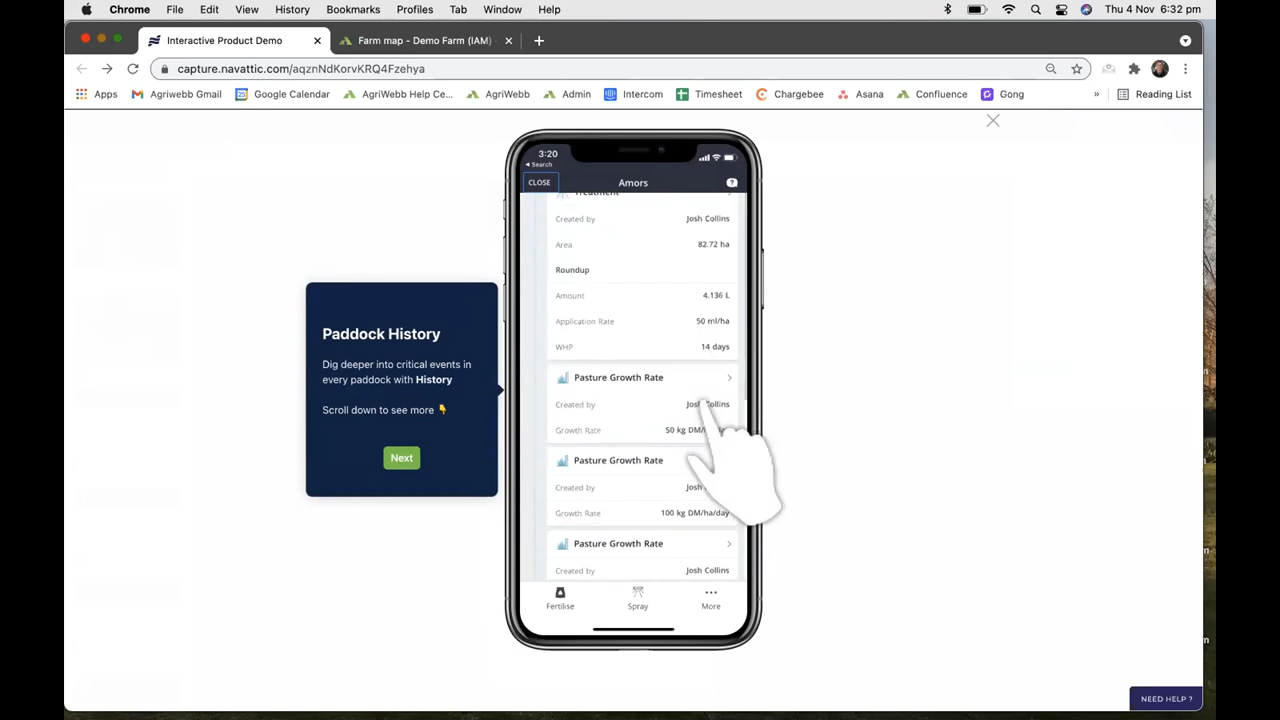 Chrome File Edit View History Bookmarks Profiles Tab Window Help Thu 4 Nov 6:32 pm
Interactive Product Demo Farm map - Demo Farm (IAM)
capture.navattic.com/aqznNdKorvKRQ4Fzehya
Apps Agriwebb Gmail Google Calendar AgriWebb Help Ce... AgriWebb Admin Intercom Timesheet Chargebee Asana Confluence Gong » Reading List
3:20
Search
CLOSE Amors
Treatment
Created by Josh Collins
Area 82.72 ha
Roundup
Amount 4.136 L
Application Rate 50 ml/ha
WHP 14 days
Pasture Growth Rate
Created by Josh Collins
Growth Rate 50 kg DM/
Pasture Growth Rate
Created by Josh
Growth Rate 100 kg DM/ha/day
Pasture Growth Rate
Created by Josh Collins
Fertilise Spray More
Paddock History
Dig deeper into critical events in
every paddock with History
Scroll down to see more
Next
NEED HELP ?